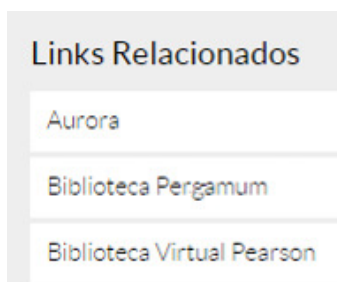 Links Relacionados
Aurora
Biblioteca Pergamum
Biblioteca Virtual Pearson